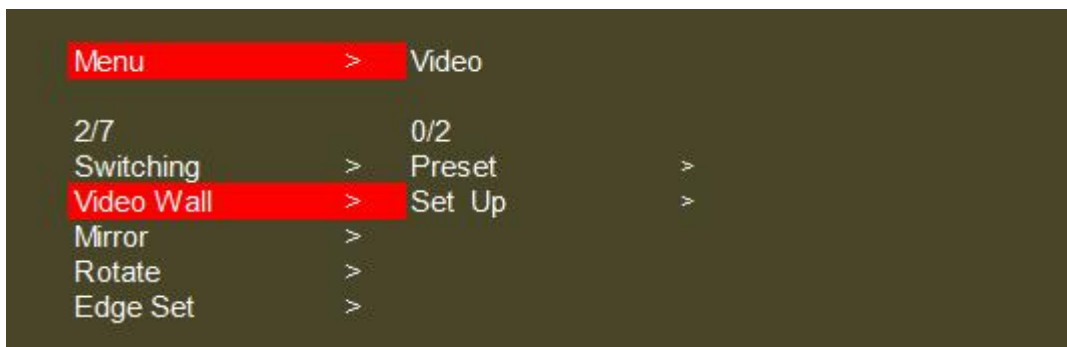 Menu > Video
2/7 0/2
Switching > Preset >
Video Wall > Set Up >
Mirror >
Rotate >
Edge Set >